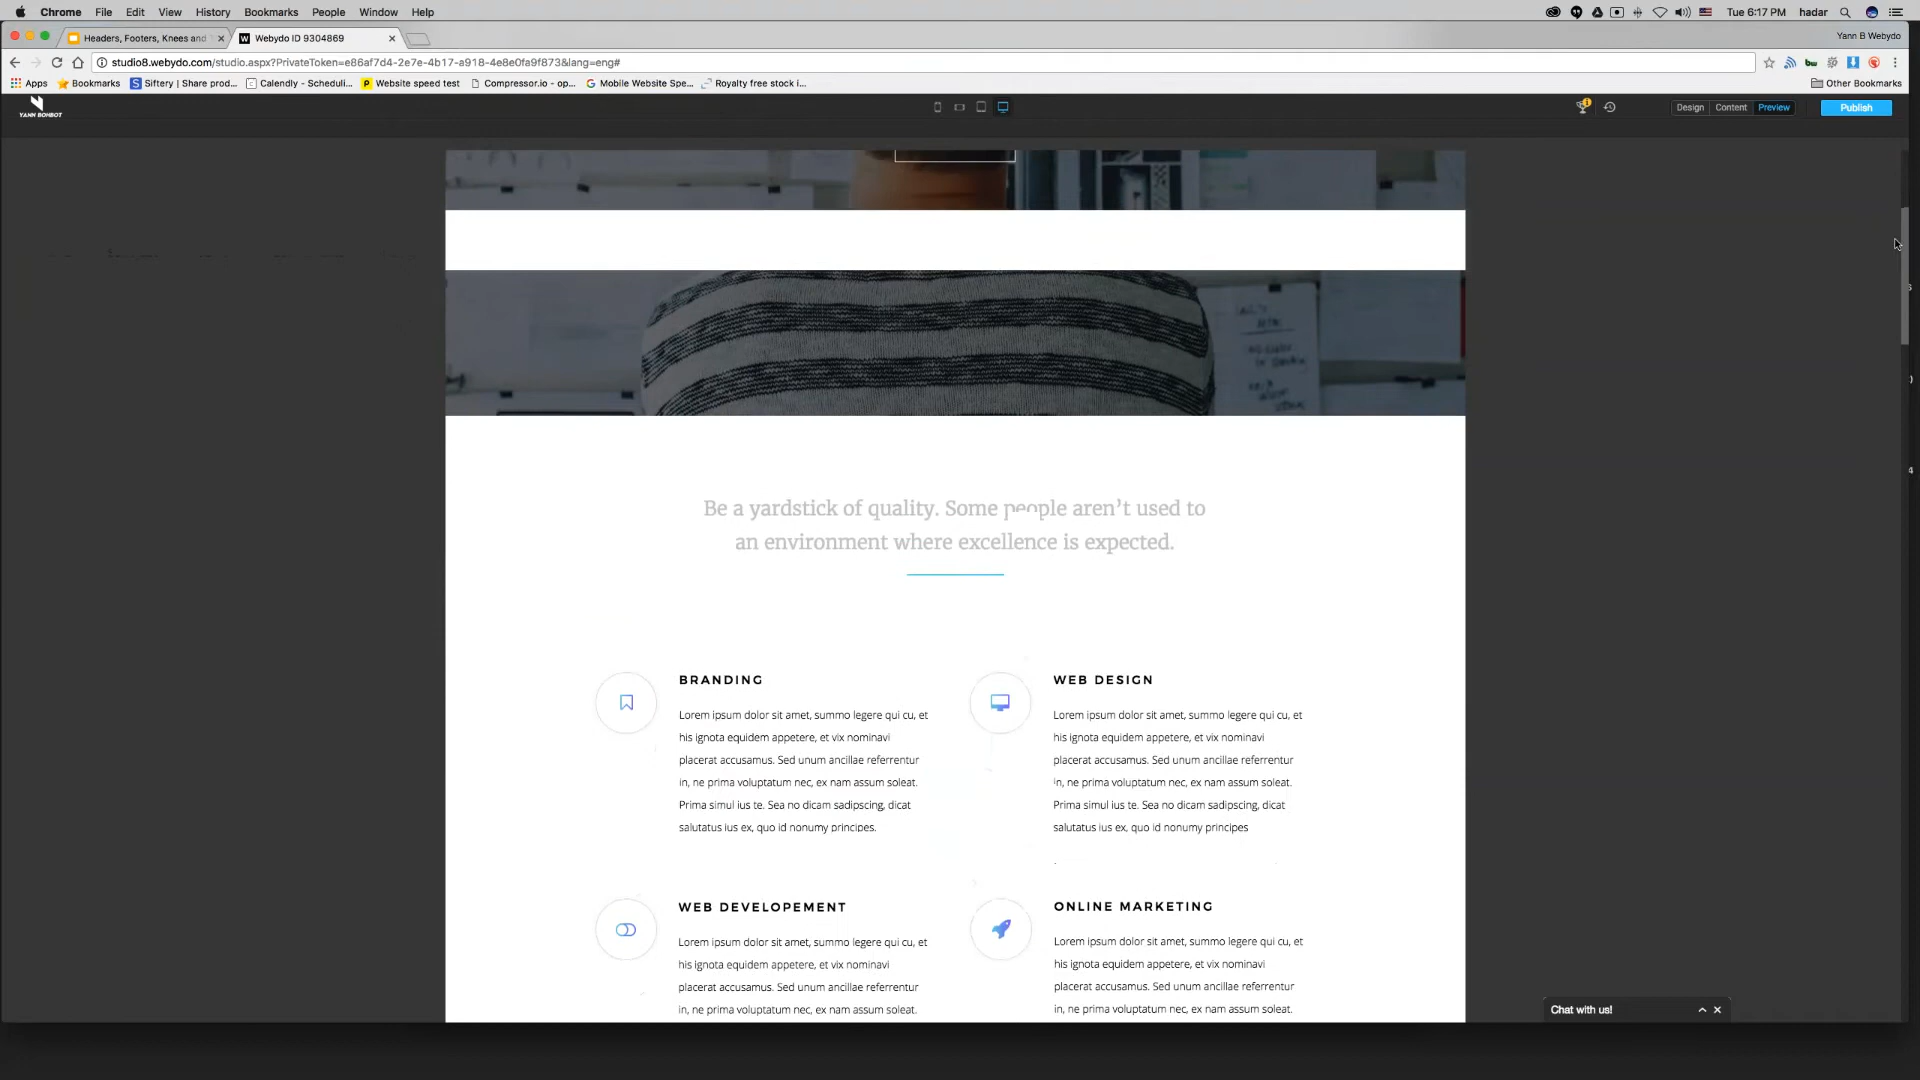 Chrome File Edit View History Bookmarks People Window Help
Tue 6:17 PM hadar
Headers, Footers, Knees and
Webydo ID 9304869
Yann B Webydo
studio8.webydo.com/studio.aspx?PrivateToken=e86af7d4-2e7e-4b17-a918-4e8e0fa9f873&lang=eng#
Apps Bookmarks Siftery | Share prod... Calendly - Scheduli... Website speed test Compressor.io - op... Mobile Website Spe... Royalty free stock i... Other Bookmarks
YANN BONBOT
Design Content Preview Publish
Be a yardstick of quality. Some people aren't used to
an environment where excellence is expected.
BRANDING
Lorem ipsum dolor sit amet, summo legere qui cu, et
his ignota equidem appetere, et vix nominavi
placerat accusamus. Sed unum ancillae referrentur
in, ne prima voluptatum nec, ex nam assum soleat.
Prima simul ius te. Sea no dicam sadipscing, dicat
salutatus ius ex, quo id nonumy principes.
WEB DESIGN
Lorem ipsum dolor sit amet, summo legere qui cu, et
his ignota equidem appetere, et vix nominavi
placerat accusamus. Sed unum ancillae referrentur
in, ne prima voluptatum nec, ex nam assum soleat.
Prima simul ius te. Sea no dicam sadipscing, dicat
salutatus ius ex, quo id nonumy principes
WEB DEVELOPEMENT
Lorem ipsum dolor sit amet, summo legere qui cu, et
his ignota equidem appetere, et vix nominavi
placerat accusamus. Sed unum ancillae referrentur
in, ne prima voluptatum nec, ex nam assum soleat.
ONLINE MARKETING
Lorem ipsum dolor sit amet, summo legere qui cu, et
his ignota equidem appetere, et vix nominavi
placerat accusamus. Sed unum ancillae referrentur
in, ne prima voluptatum nec, ex nam assum soleat.
Chat with us!